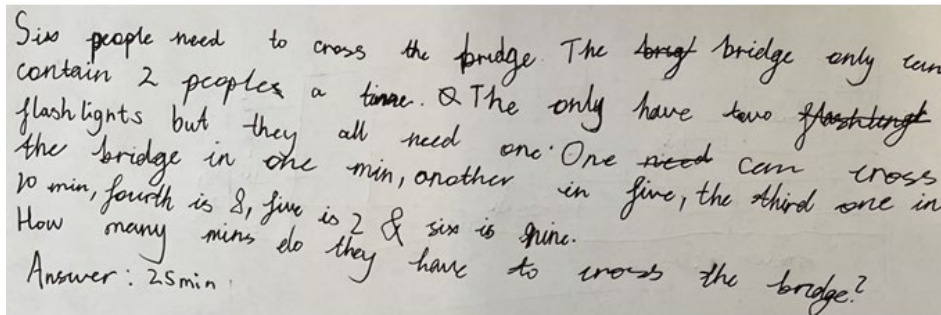 Six people need to cross the bridge. The brigt bridge only can
contain 2 peoples a time. The only have two flashlingt
flashlights but they all need one. One need can cross
the bridge in one min, another in five, the third one in
10 min, fourth is 8, five is 2 & six is nine.
How many mins do they have to cross the bridge?
Answer: 25min.